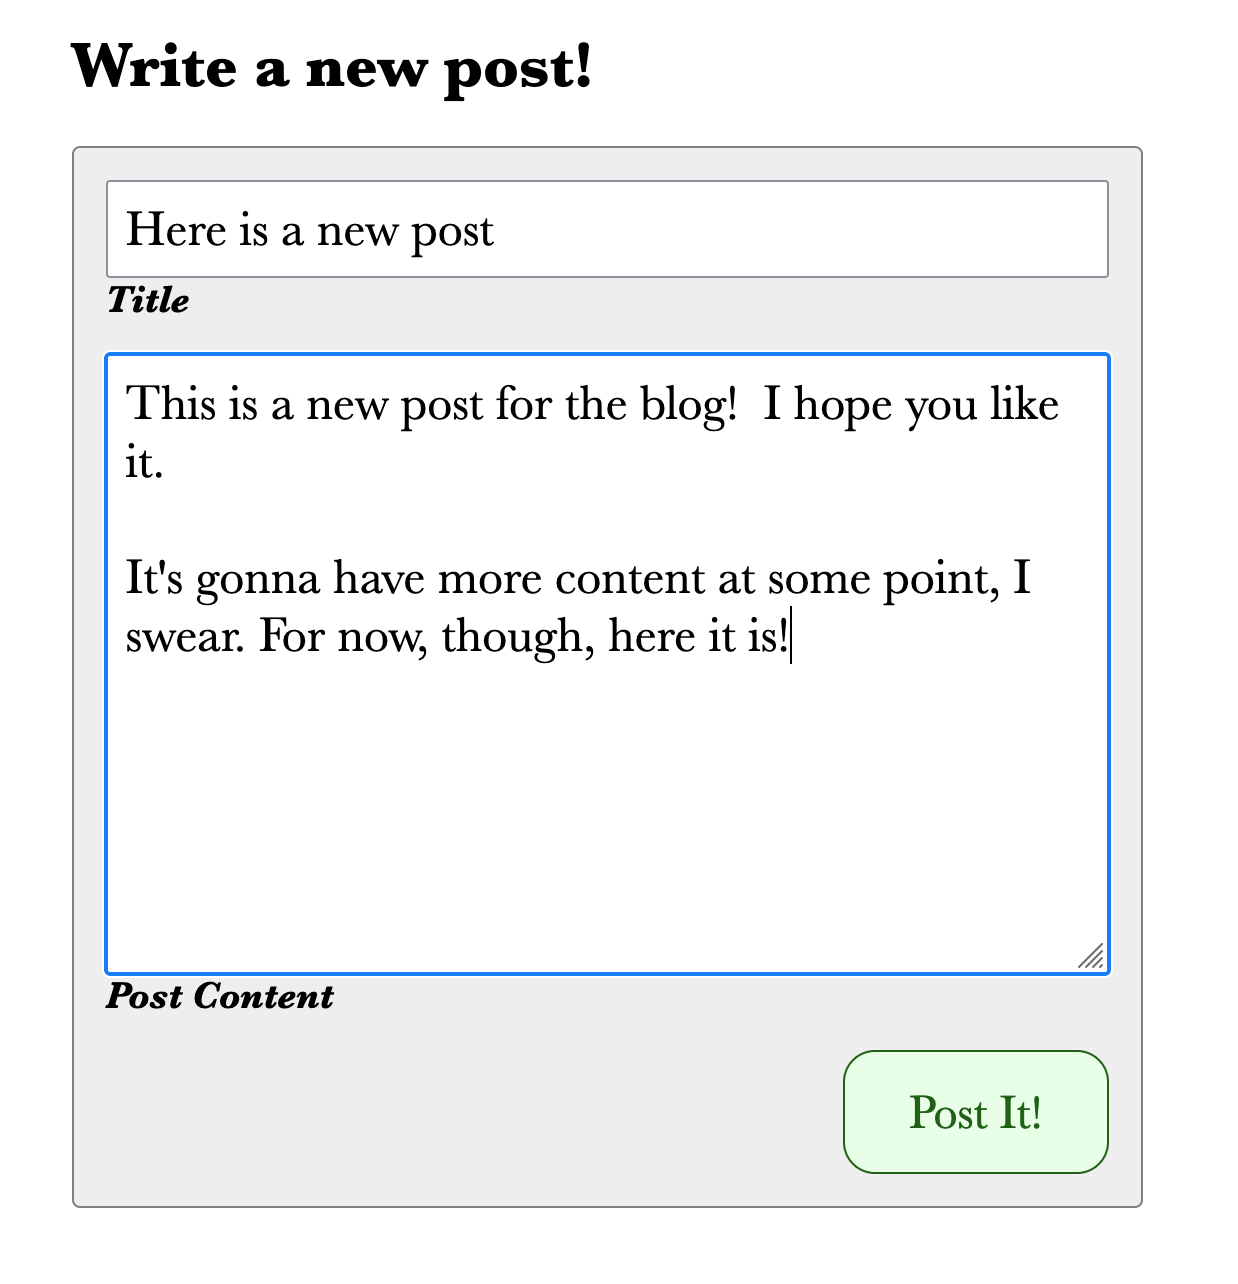 Write a new post!
Here is a new post
Title
This is a new post for the blog!  I hope you like
it.
It's gonna have more content at some point, I
swear. For now, though, here it is!
Post Content
Post It!